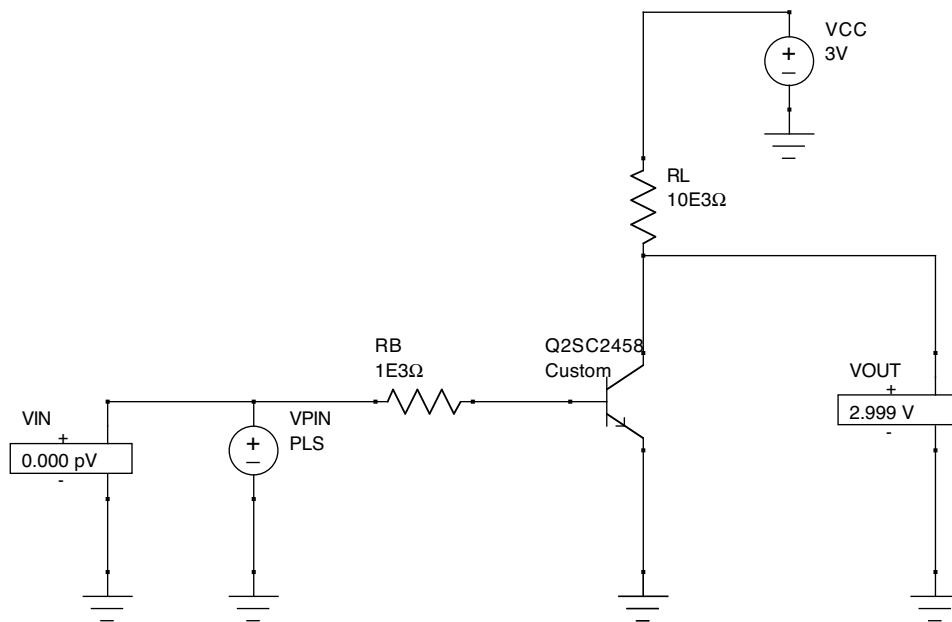 VCC
3V
+
−
RL
10E3Ω
RB
1E3Ω
Q2SC2458
Custom
VOUT
+
2.999 V
-
VIN
+
0.000 pV
-
VPIN
PLS
+
−